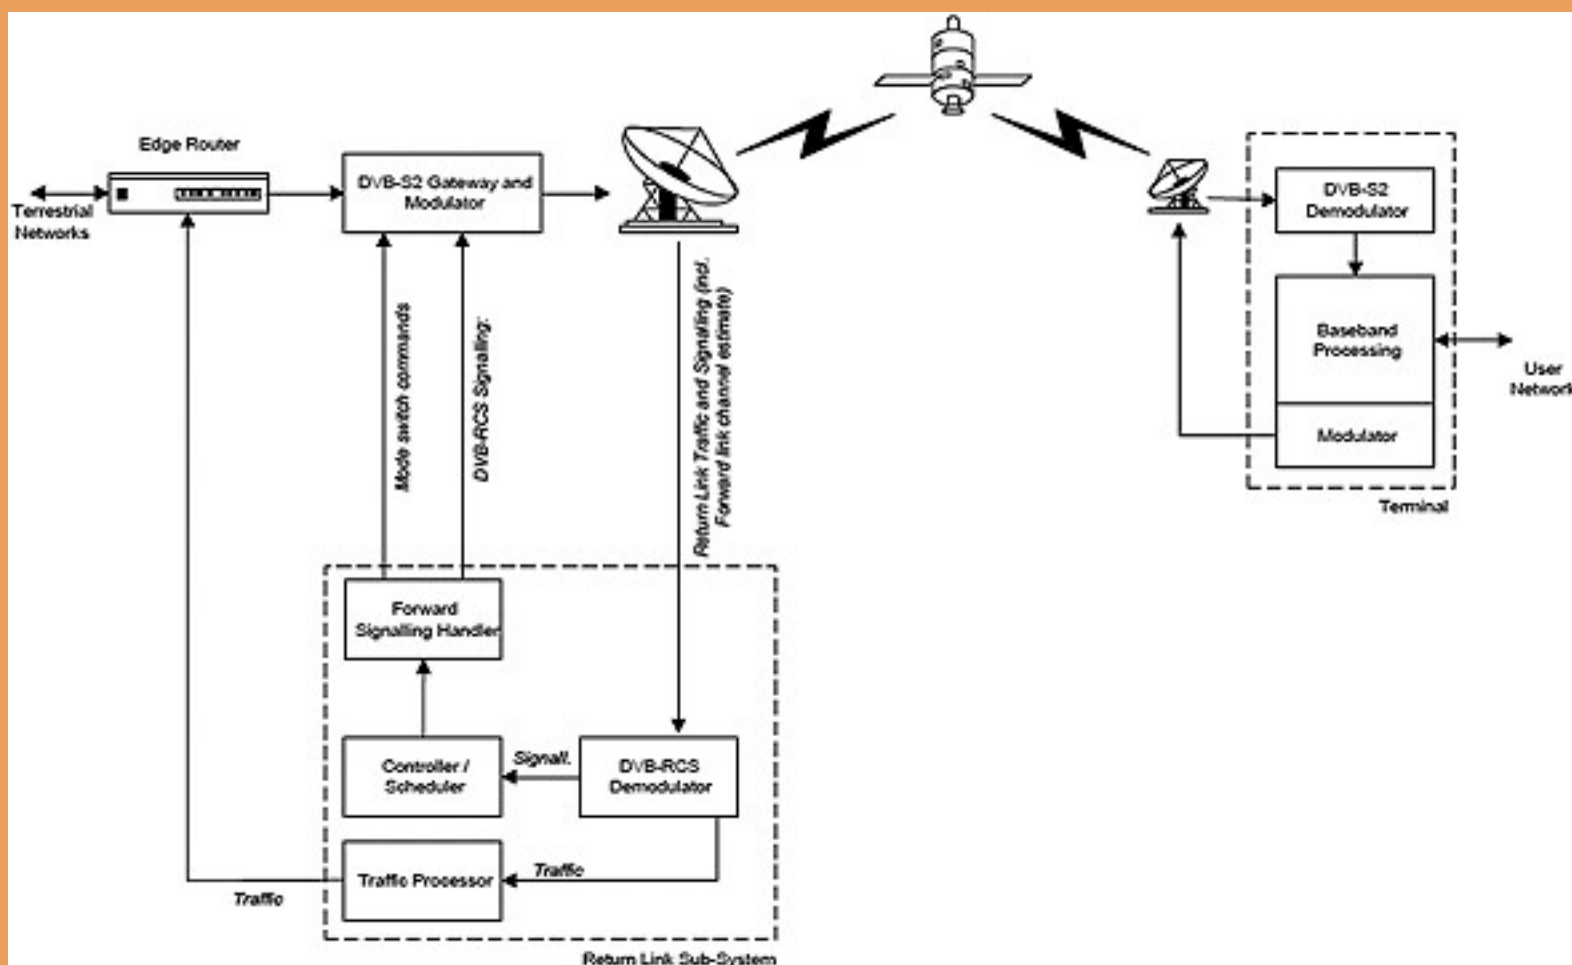 Edge Router
Terrestrial
Networks
DVB-S2 Gateway and
Modulator
DVB-S2
Demodulator
Baseband
Processing
Modulator
User
Network
Terminal
Mode switch commands
DVB-RCS Signalling:
Return Link Traffic and Signalling (incl.
Forward link channel estimate)
Forward
Signalling Handler
Controller /
Scheduler
Signall.
DVB-RCS
Demodulator
Traffic Processor
Traffic
Traffic
Return Link Sub-System